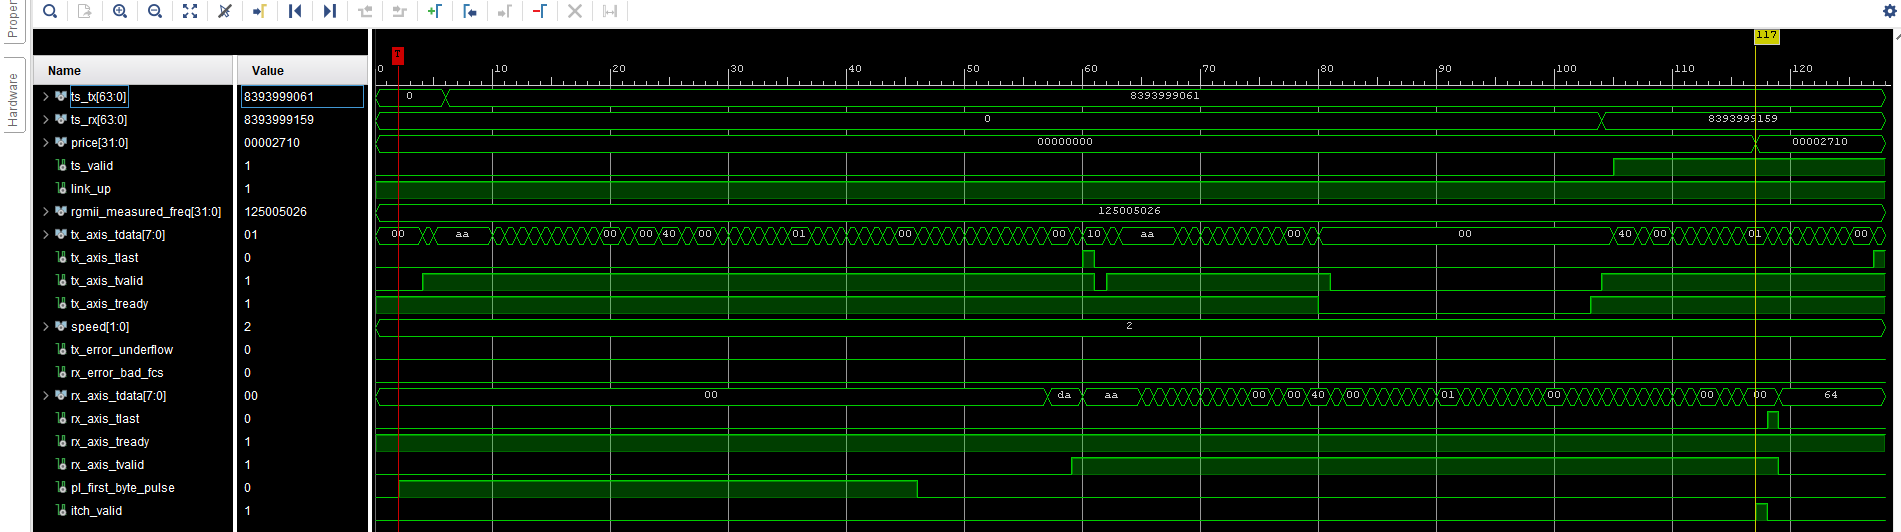 Proper
Hardware
117
T
Name Value
0 10 20 30 40 50 60 70 80 90 100 110 120
ts_tx[63:0] 8393999061 0 8393999061
ts_rx[63:0] 8393999159 0 8393999159
price[31:0] 00002710 00000000 00002710
ts_valid 1
link_up 1
rgmii_measured_freq[31:0] 125005026 125005026
tx_axis_tdata[7:0] 01 00 aa 00 00 40 00 01 00 00 10 aa 00 00 40 00 01 00
tx_axis_tlast 0
tx_axis_tvalid 1
tx_axis_tready 1
speed[1:0] 2 2
tx_error_underflow 0
rx_error_bad_fcs 0
rx_axis_tdata[7:0] 00 00 da aa 00 00 40 00 01 00 00 00 64
rx_axis_tlast 0
rx_axis_tready 1
rx_axis_tvalid 1
pl_first_byte_pulse 0
itch_valid 1